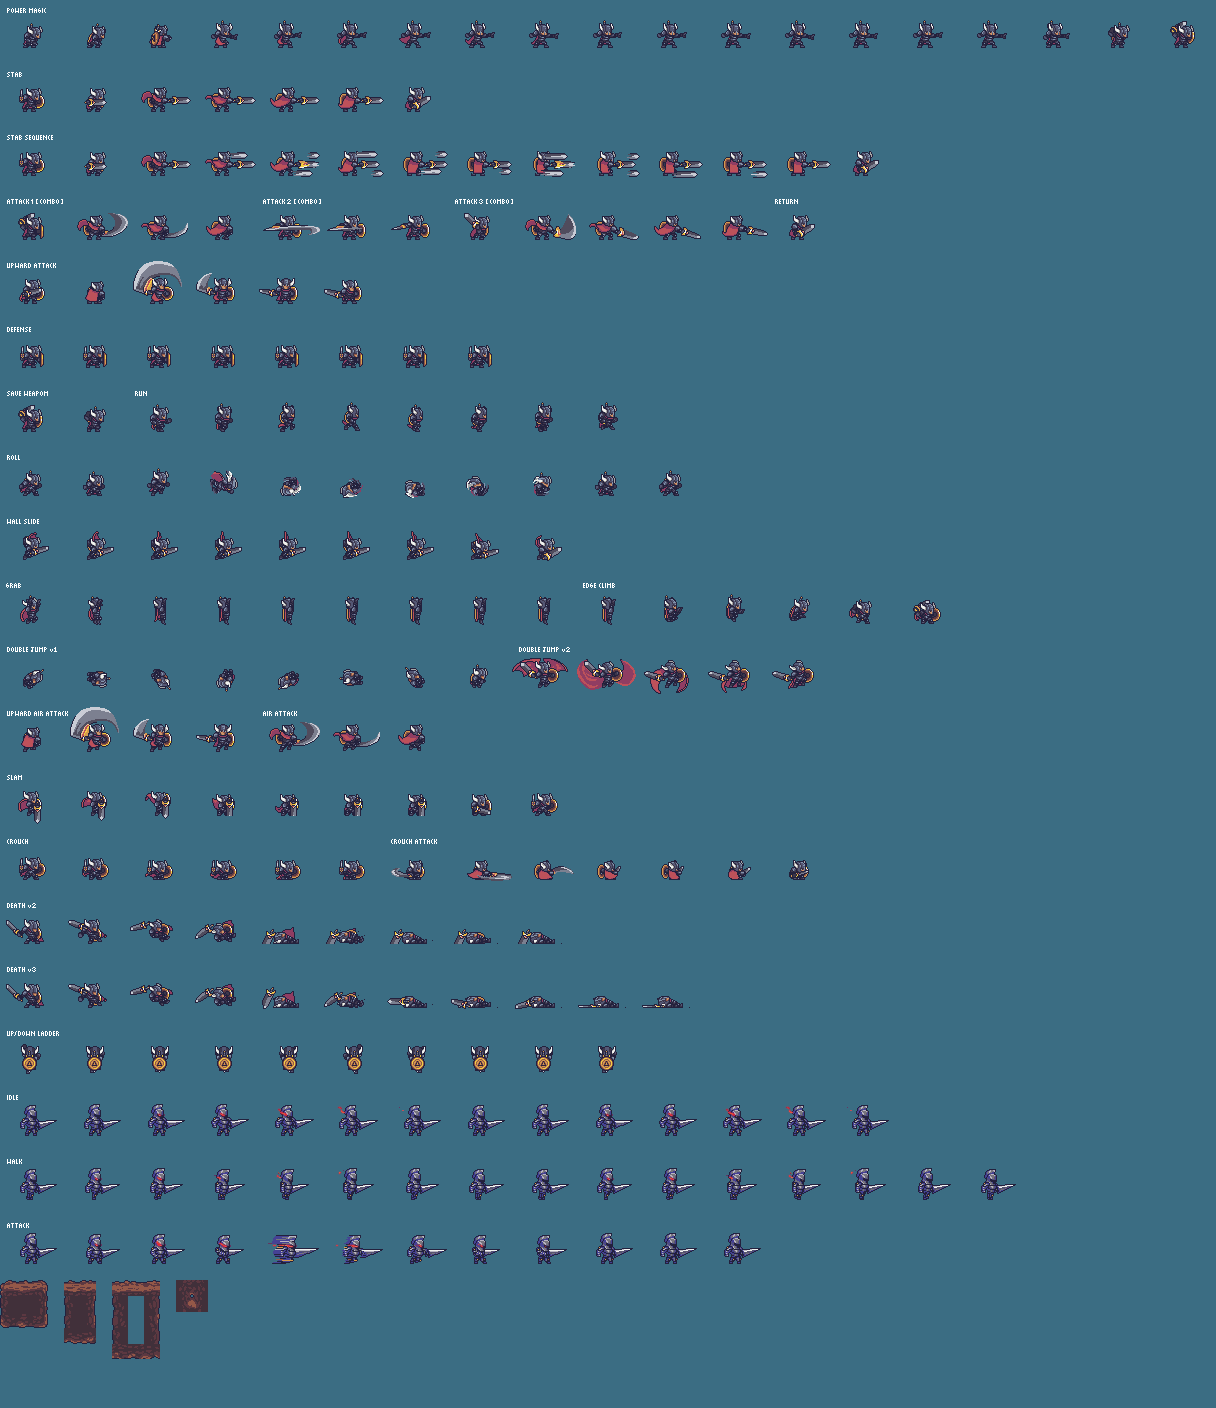 POWER MAGIC
STAB
STAB SEQUENCE
ATTACK 1 [COMBO] ATTACK 2 [COMBO] ATTACK 3 [COMBO] RETURN
UPWARD ATTACK
DEFENSE
SAVE WEAPOM RUN
ROLL
WALL SLIDE
GRAB EDGE CLIMB
DOUBLE JUMP v1 DOUBLE JUMP v2
UPWARD AIR ATTACK AIR ATTACK
SLAM
CROUCH CROUCH ATTACK
DEATH v2
DEATH v3
UP/DOWN LADDER
IDLE
WALK
ATTACK